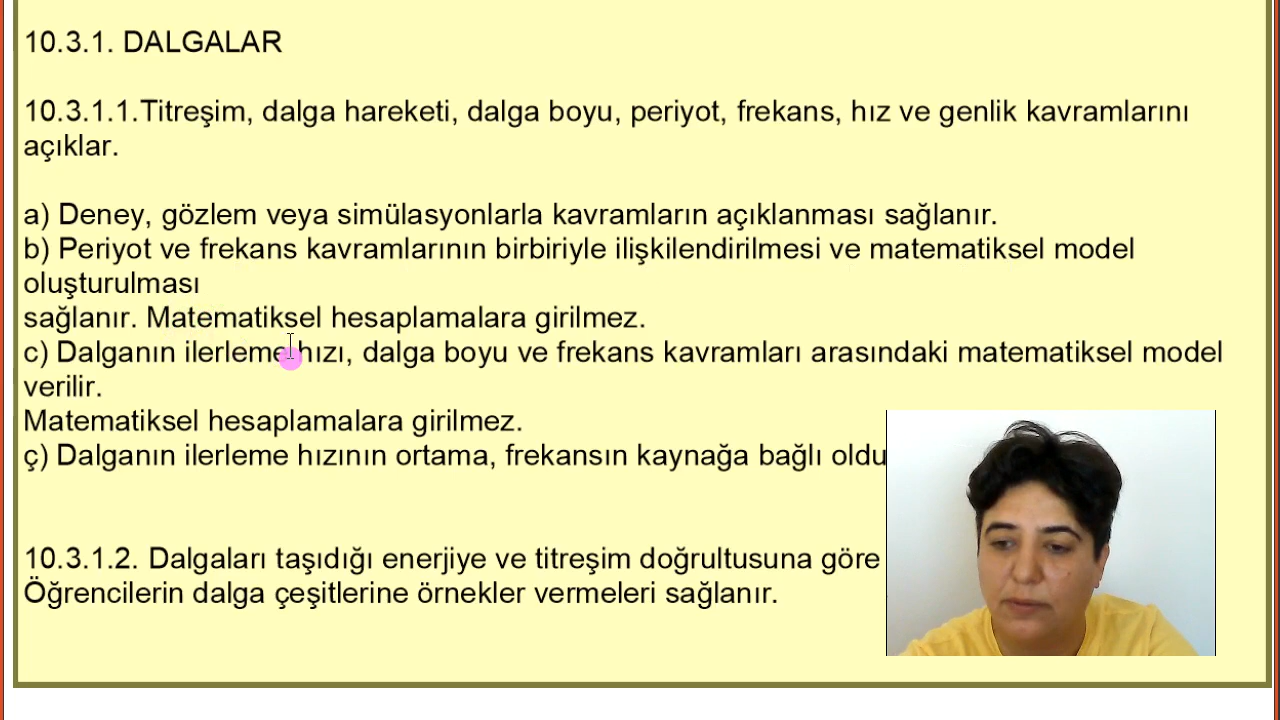 10.3.1. DALGALAR
10.3.1.1.Titreşim, dalga hareketi, dalga boyu, periyot, frekans, hız ve genlik kavramlarını
açıklar.
a) Deney, gözlem veya simülasyonlarla kavramların açıklanması sağlanır.
b) Periyot ve frekans kavramlarının birbiriyle ilişkilendirilmesi ve matematiksel model
oluşturulması
sağlanır. Matematiksel hesaplamalara girilmez.
c) Dalganın ilerleme hızı, dalga boyu ve frekans kavramları arasındaki matematiksel model
verilir.
Matematiksel hesaplamalara girilmez.
ç) Dalganın ilerleme hızının ortama, frekansın kaynağa bağlı oldu
10.3.1.2. Dalgaları taşıdığı enerjiye ve titreşim doğrultusuna göre
Öğrencilerin dalga çeşitlerine örnekler vermeleri sağlanır.